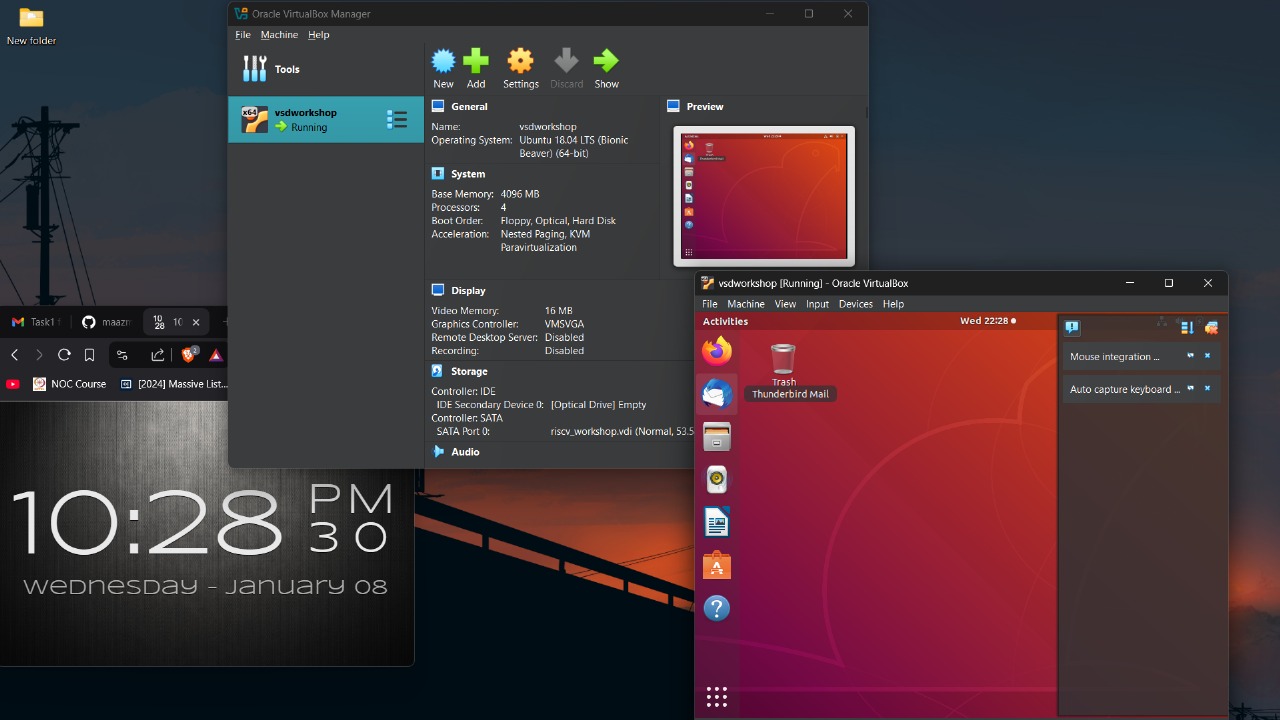 New folder
Oracle VirtualBox Manager
File Machine Help
Tools
New Add Settings Discard Show
x64
vsdworkshop
Running
General
Name: vsdworkshop
Operating System: Ubuntu 18.04 LTS (Bionic
Beaver) (64-bit)
System
Base Memory: 4096 MB
Processors: 4
Boot Order: Floppy, Optical, Hard Disk
Acceleration: Nested Paging, KVM
Paravirtualization
Display
Video Memory: 16 MB
Graphics Controller: VMSVGA
Remote Desktop Server: Disabled
Recording: Disabled
Storage
Controller: IDE
IDE Secondary Device 0: [Optical Drive] Empty
Controller: SATA
SATA Port 0: riscv_workshop.vdi (Normal, 53.5
Audio
Preview
Task1 maazm 10 28 10
2
NOC Course [2024] Massive List...
10:28 PM
30
Wednesday - January 08
vsdworkshop [Running] - Oracle VirtualBox
File Machine View Input Devices Help
Activities Wed 22:28
Trash
Thunderbird Mail
Mouse integration ...
Auto capture keyboard ...